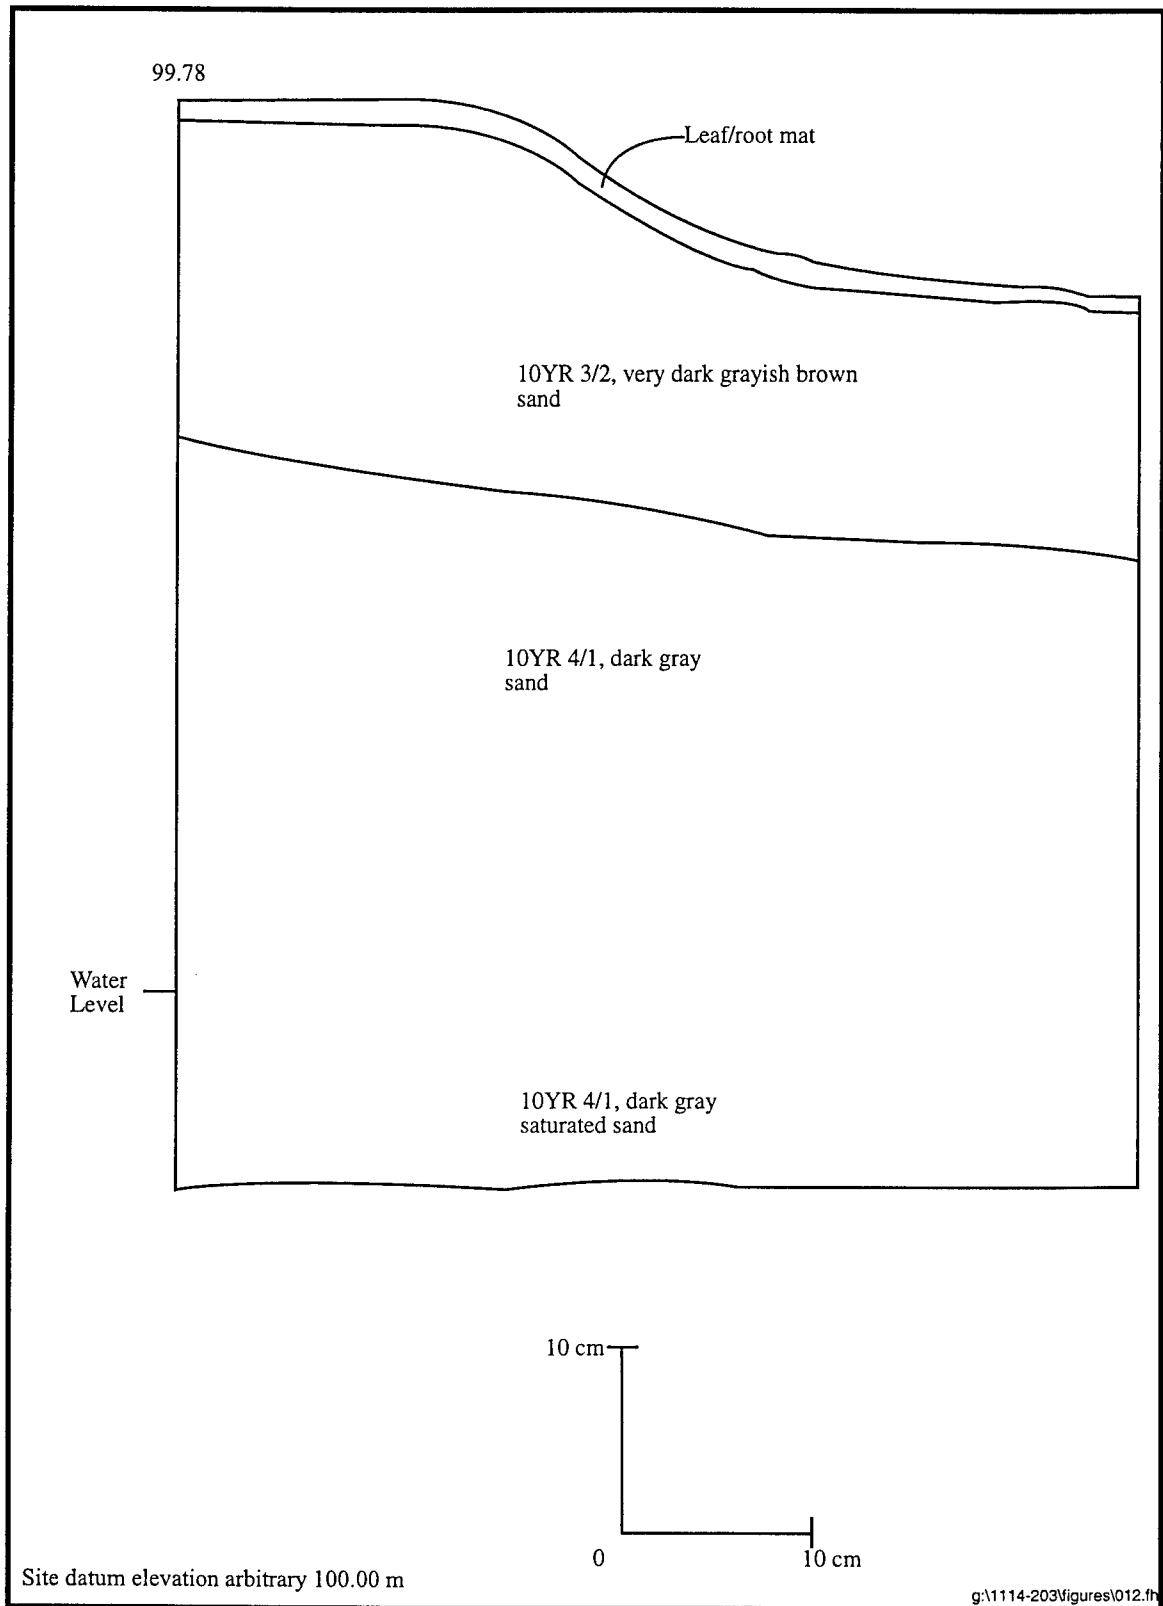 99.78
Leaf/root mat
10YR 3/2, very dark grayish brown
sand
10YR 4/1, dark gray
sand
Water
Level
10YR 4/1, dark gray
saturated sand
10 cm
0
10 cm
Site datum elevation arbitrary 100.00 m
g:\1114-203\figures\012.fh